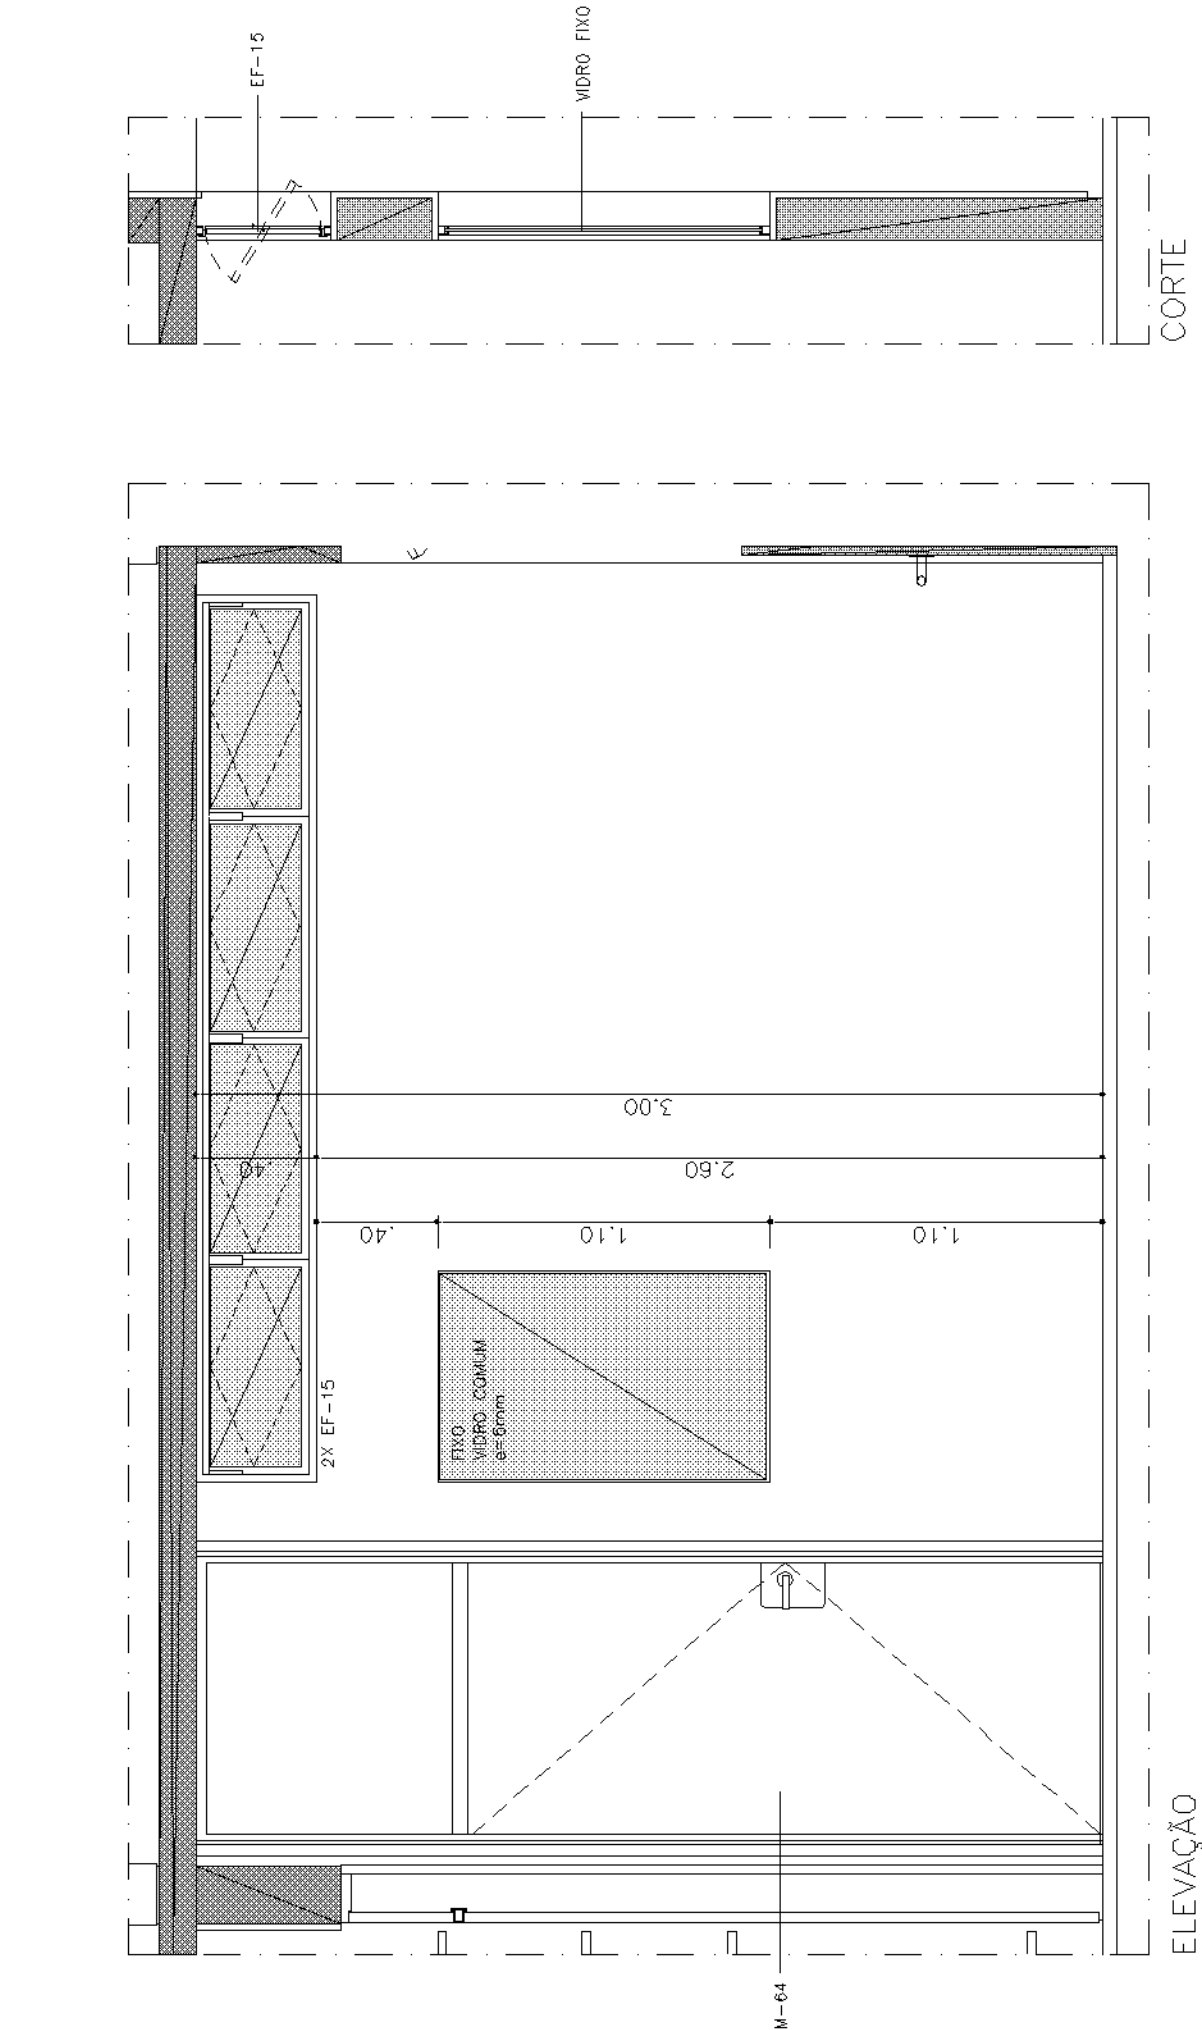 EF-15
VIDRO FIXO
CORTE
3.00
.40
2.60
.40
1.10
1.10
2X EF-15
FIXO
VIDRO COMUM
e=6mm
M-64
ELEVAÇÃO